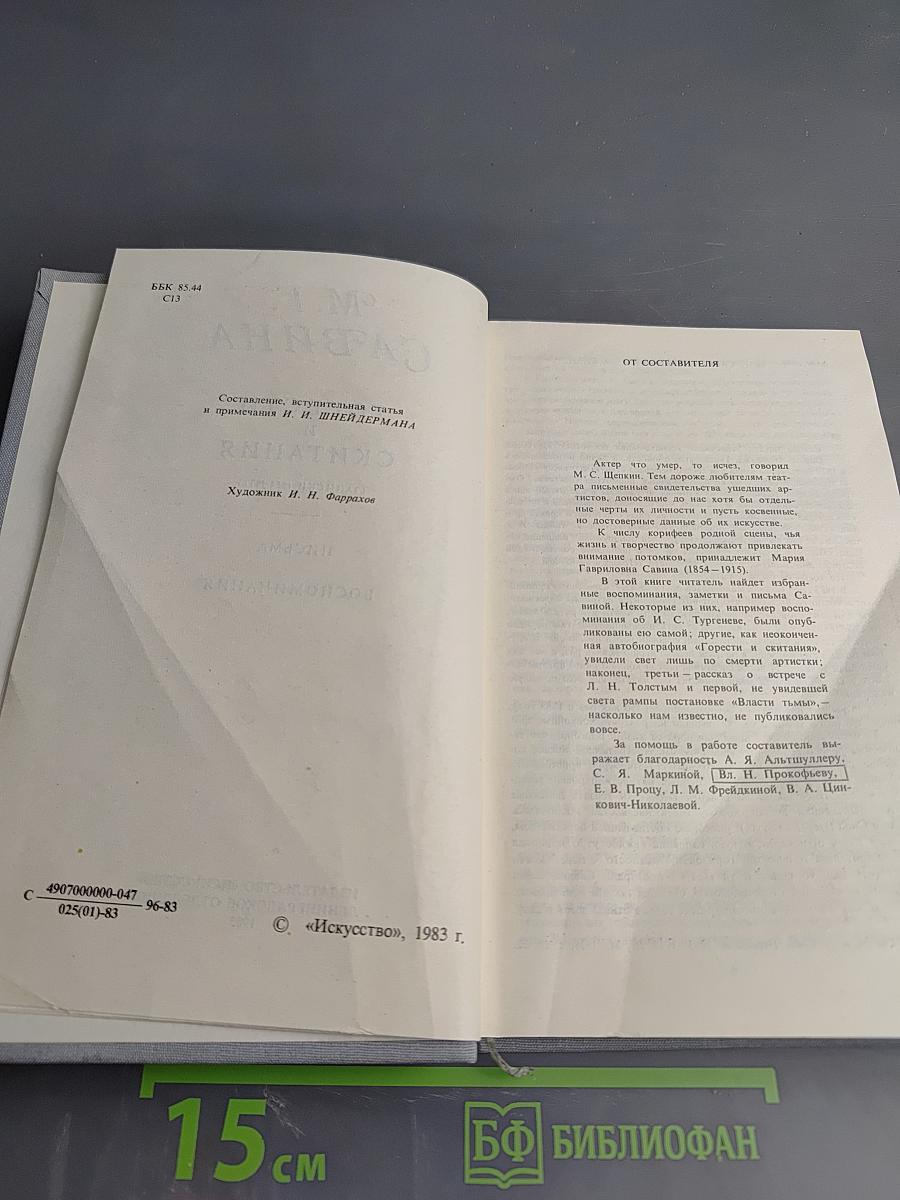 ББК 85.44
С13
М Г
САВИНА
И
СКИТАНИЯ
ПИСЬМА
ВОСПОМИНАНИЯ
Составление, вступительная статья
и примечания И. И. ШНЕЙДЕРМАНА
Художник И. Н. Фаррахов
С 4907000000-047
025(01)-83 96-83
© «Искусство», 1983 г.
ОТ СОСТАВИТЕЛЯ
Актер что умер, то исчез, говорил
М. С. Щепкин. Тем дороже любителям теат-
ра письменные свидетельства ушедших ар-
тистов, доносящие до нас хотя бы отдель-
ные черты их личности и пусть косвенные,
но достоверные данные об их искусстве.
К числу корифеев родной сцены, чья
жизнь и творчество продолжают привлекать
внимание потомков, принадлежит Мария
Гавриловна Савина (1854—1915).
В этой книге читатель найдет избран-
ные воспоминания, заметки и письма Са-
виной. Некоторые из них, например воспо-
минания об И. С. Тургеневе, были опуб-
ликованы ею самой; другие, как неокончен-
ная автобиография «Горести и скитания»,
увидели свет лишь по смерти артистки;
наконец, третьи — рассказ о встрече с
Л. Н. Толстым и первой, не увидевшей
света рампы постановке «Власти тьмы»,—
насколько нам известно, не публиковались
вовсе.
За помощь в работе составитель вы-
ражает благодарность А. Я. Альтшуллеру,
С. Я. Маркиной, Вл. Н. Прокофьеву,
Е. В. Процу, Л. М. Фрейдкиной, В. А. Цин-
кович-Николаевой.
15 см
БФ БИБЛИОФАН